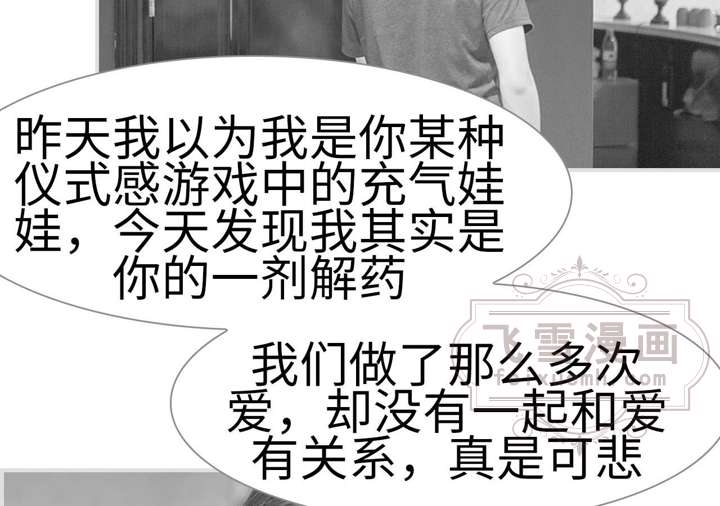 昨天我以为我是你某种
仪式感游戏中的充气娃
娃，今天发现我其实是
你的一剂解药
飞雪漫画
feixuemh.com
我们做了那么多次
爱，却没有一起和爱
有关系，真是可悲